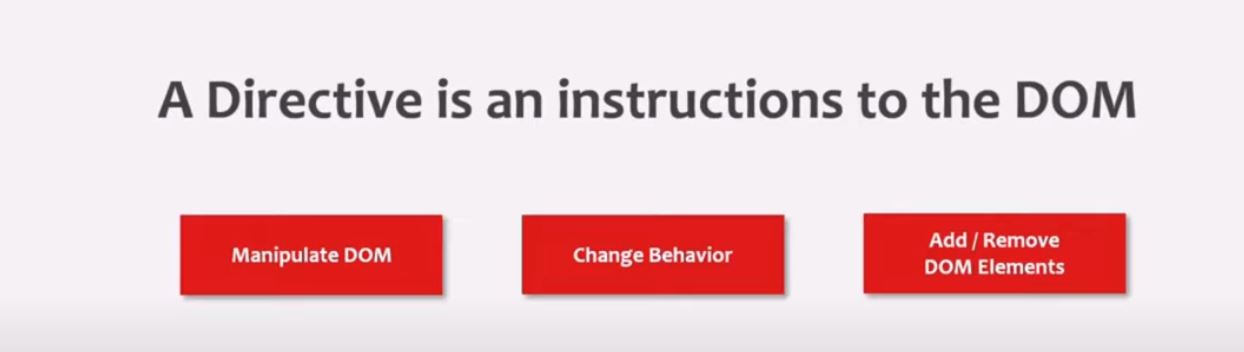 A Directive is an instructions to the DOM
Manipulate DOM
Change Behavior
Add / Remove
DOM Elements